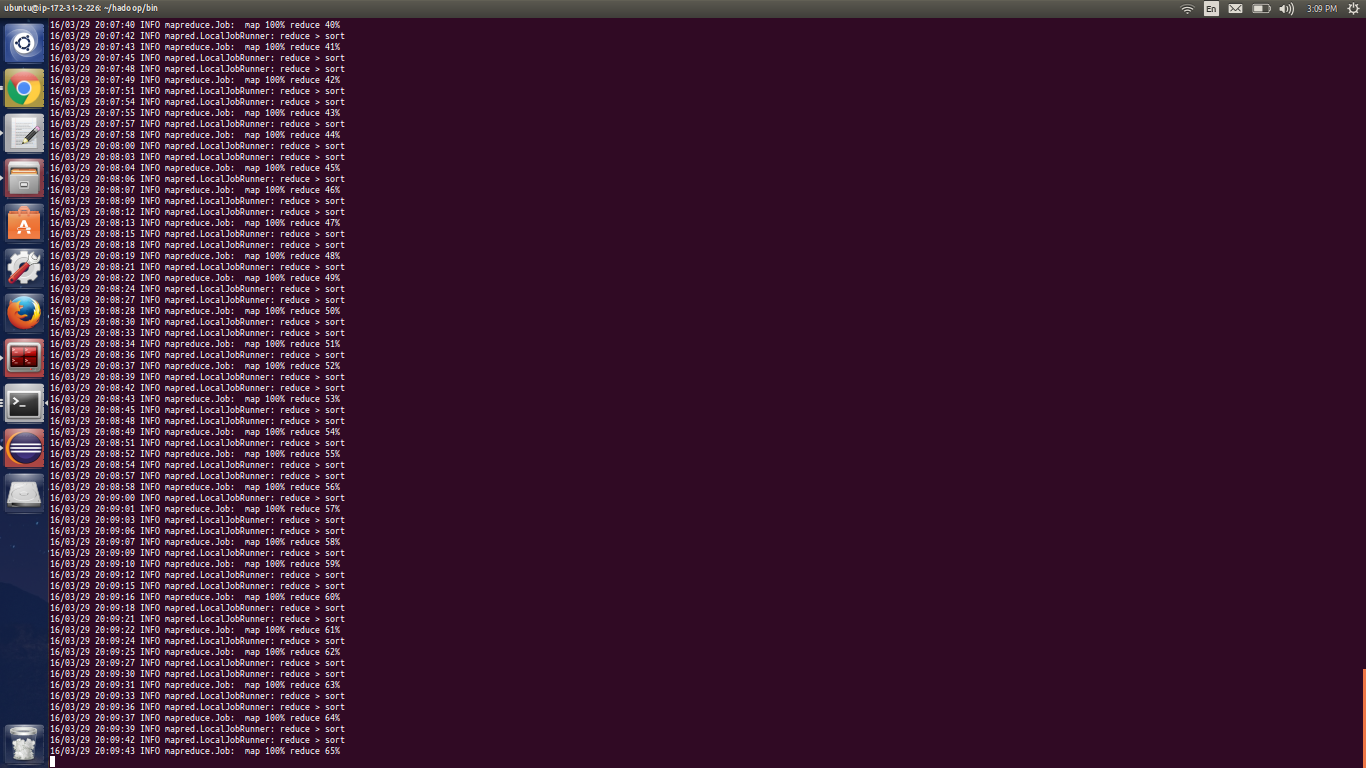 ubuntu@ip-172-31-2-226: ~/hadoop/bin
En
3:09 PM
16/03/29 20:07:40 INFO mapreduce.Job:  map 100% reduce 40%
16/03/29 20:07:42 INFO mapred.LocalJobRunner: reduce > sort
16/03/29 20:07:43 INFO mapreduce.Job:  map 100% reduce 41%
16/03/29 20:07:45 INFO mapred.LocalJobRunner: reduce > sort
16/03/29 20:07:48 INFO mapred.LocalJobRunner: reduce > sort
16/03/29 20:07:49 INFO mapreduce.Job:  map 100% reduce 42%
16/03/29 20:07:51 INFO mapred.LocalJobRunner: reduce > sort
16/03/29 20:07:54 INFO mapred.LocalJobRunner: reduce > sort
16/03/29 20:07:55 INFO mapreduce.Job:  map 100% reduce 43%
16/03/29 20:07:57 INFO mapred.LocalJobRunner: reduce > sort
16/03/29 20:07:58 INFO mapreduce.Job:  map 100% reduce 44%
16/03/29 20:08:00 INFO mapred.LocalJobRunner: reduce > sort
16/03/29 20:08:03 INFO mapred.LocalJobRunner: reduce > sort
16/03/29 20:08:04 INFO mapreduce.Job:  map 100% reduce 45%
16/03/29 20:08:06 INFO mapred.LocalJobRunner: reduce > sort
16/03/29 20:08:07 INFO mapreduce.Job:  map 100% reduce 46%
16/03/29 20:08:09 INFO mapred.LocalJobRunner: reduce > sort
16/03/29 20:08:12 INFO mapred.LocalJobRunner: reduce > sort
16/03/29 20:08:13 INFO mapreduce.Job:  map 100% reduce 47%
16/03/29 20:08:15 INFO mapred.LocalJobRunner: reduce > sort
16/03/29 20:08:18 INFO mapred.LocalJobRunner: reduce > sort
16/03/29 20:08:19 INFO mapreduce.Job:  map 100% reduce 48%
16/03/29 20:08:21 INFO mapred.LocalJobRunner: reduce > sort
16/03/29 20:08:22 INFO mapreduce.Job:  map 100% reduce 49%
16/03/29 20:08:24 INFO mapred.LocalJobRunner: reduce > sort
16/03/29 20:08:27 INFO mapred.LocalJobRunner: reduce > sort
16/03/29 20:08:28 INFO mapreduce.Job:  map 100% reduce 50%
16/03/29 20:08:30 INFO mapred.LocalJobRunner: reduce > sort
16/03/29 20:08:33 INFO mapred.LocalJobRunner: reduce > sort
16/03/29 20:08:34 INFO mapreduce.Job:  map 100% reduce 51%
16/03/29 20:08:36 INFO mapred.LocalJobRunner: reduce > sort
16/03/29 20:08:37 INFO mapreduce.Job:  map 100% reduce 52%
16/03/29 20:08:39 INFO mapred.LocalJobRunner: reduce > sort
16/03/29 20:08:42 INFO mapred.LocalJobRunner: reduce > sort
16/03/29 20:08:43 INFO mapreduce.Job:  map 100% reduce 53%
16/03/29 20:08:45 INFO mapred.LocalJobRunner: reduce > sort
16/03/29 20:08:48 INFO mapred.LocalJobRunner: reduce > sort
16/03/29 20:08:49 INFO mapreduce.Job:  map 100% reduce 54%
16/03/29 20:08:51 INFO mapred.LocalJobRunner: reduce > sort
16/03/29 20:08:52 INFO mapreduce.Job:  map 100% reduce 55%
16/03/29 20:08:54 INFO mapred.LocalJobRunner: reduce > sort
16/03/29 20:08:57 INFO mapred.LocalJobRunner: reduce > sort
16/03/29 20:08:58 INFO mapreduce.Job:  map 100% reduce 56%
16/03/29 20:09:00 INFO mapred.LocalJobRunner: reduce > sort
16/03/29 20:09:01 INFO mapreduce.Job:  map 100% reduce 57%
16/03/29 20:09:03 INFO mapred.LocalJobRunner: reduce > sort
16/03/29 20:09:06 INFO mapred.LocalJobRunner: reduce > sort
16/03/29 20:09:07 INFO mapreduce.Job:  map 100% reduce 58%
16/03/29 20:09:09 INFO mapred.LocalJobRunner: reduce > sort
16/03/29 20:09:10 INFO mapreduce.Job:  map 100% reduce 59%
16/03/29 20:09:12 INFO mapred.LocalJobRunner: reduce > sort
16/03/29 20:09:15 INFO mapred.LocalJobRunner: reduce > sort
16/03/29 20:09:16 INFO mapreduce.Job:  map 100% reduce 60%
16/03/29 20:09:18 INFO mapred.LocalJobRunner: reduce > sort
16/03/29 20:09:21 INFO mapred.LocalJobRunner: reduce > sort
16/03/29 20:09:22 INFO mapreduce.Job:  map 100% reduce 61%
16/03/29 20:09:24 INFO mapred.LocalJobRunner: reduce > sort
16/03/29 20:09:25 INFO mapreduce.Job:  map 100% reduce 62%
16/03/29 20:09:27 INFO mapred.LocalJobRunner: reduce > sort
16/03/29 20:09:30 INFO mapred.LocalJobRunner: reduce > sort
16/03/29 20:09:31 INFO mapreduce.Job:  map 100% reduce 63%
16/03/29 20:09:33 INFO mapred.LocalJobRunner: reduce > sort
16/03/29 20:09:36 INFO mapred.LocalJobRunner: reduce > sort
16/03/29 20:09:37 INFO mapreduce.Job:  map 100% reduce 64%
16/03/29 20:09:39 INFO mapred.LocalJobRunner: reduce > sort
16/03/29 20:09:42 INFO mapred.LocalJobRunner: reduce > sort
16/03/29 20:09:43 INFO mapreduce.Job:  map 100% reduce 65%